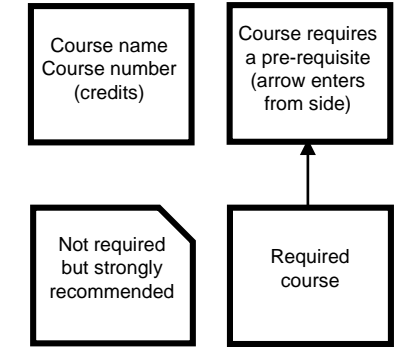 Course name
Course number
(credits)
Course requires
a pre-requisite
(arrow enters
from side)
Not required
but strongly
recommended
Required
course